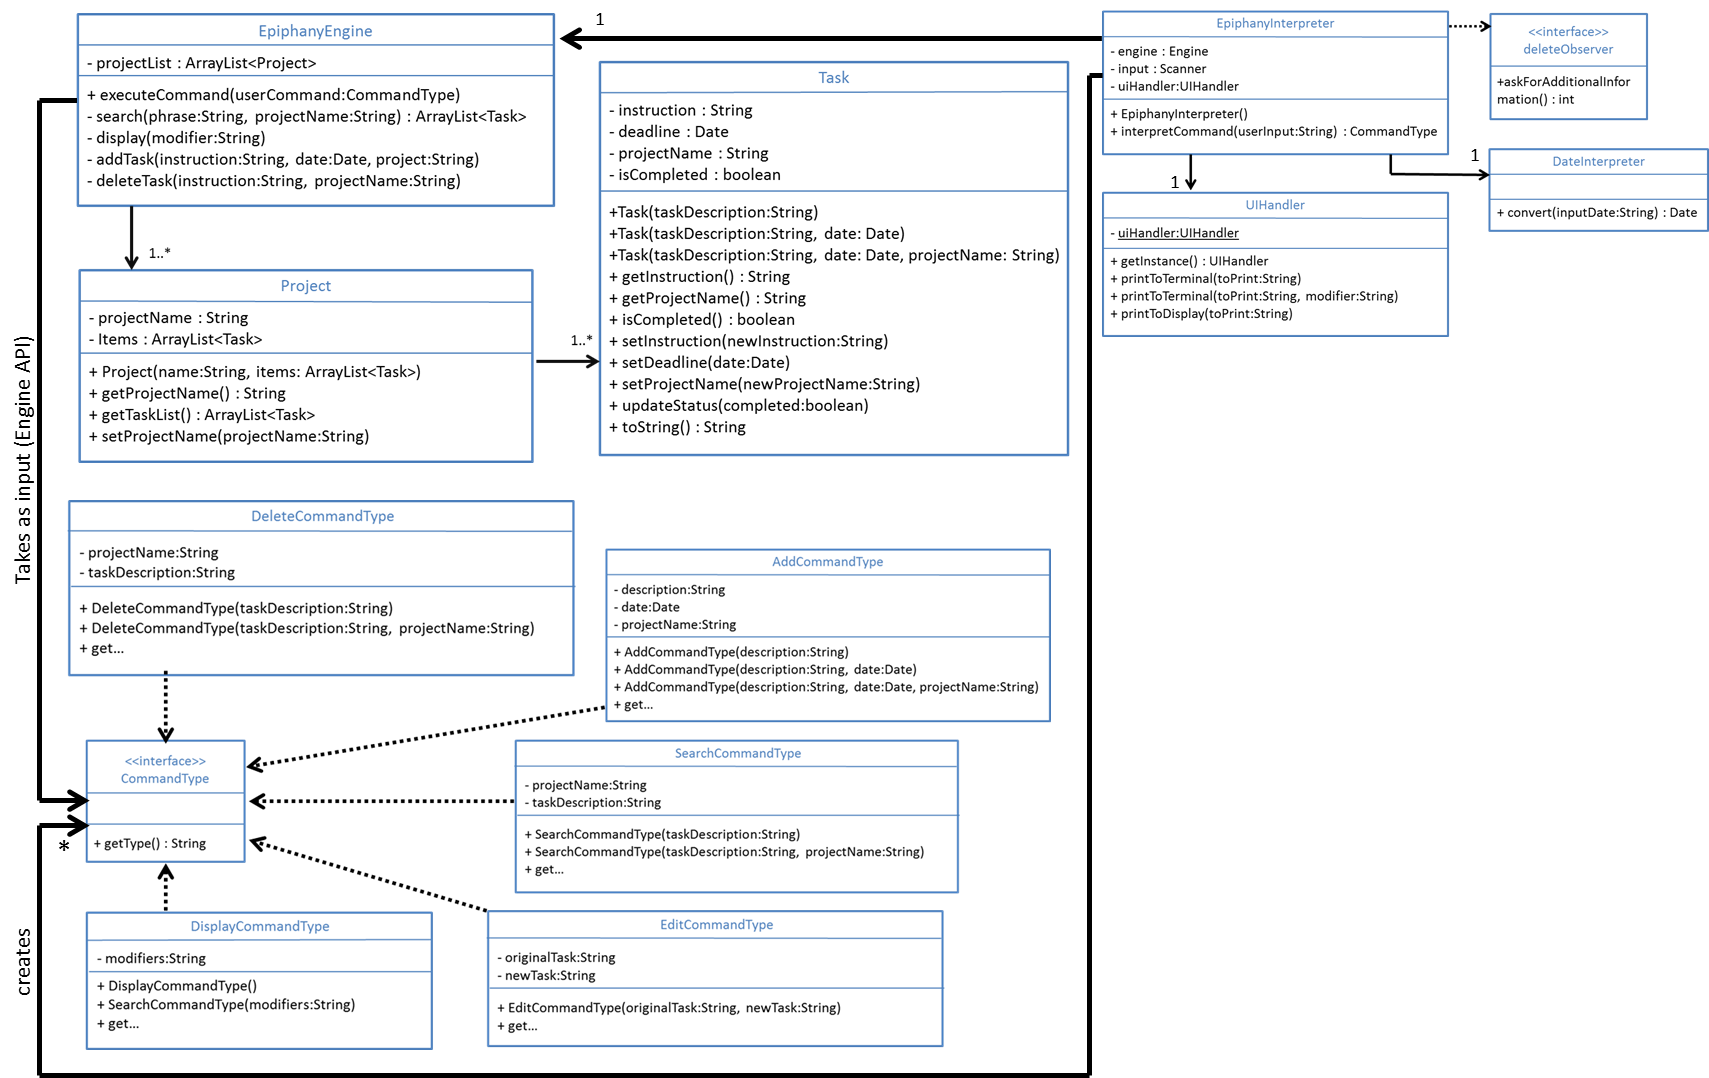 EpiphanyEngine
- projectList : ArrayList<Project>
+ executeCommand(userCommand:CommandType)
- search(phrase:String, projectName:String) : ArrayList<Task>
- display(modifier:String)
- addTask(instruction:String, date:Date, project:String)
- deleteTask(instruction:String, projectName:String)
1
EpiphanyInterpreter
- engine : Engine
- input : Scanner
- uiHandler:UIHandler
+ EpiphanyInterpreter()
+ interpretCommand(userInput:String) : CommandType
<<interface>>
deleteObserver
+askForAdditionalInfor
mation() : int
1
DateInterpreter
+ convert(inputDate:String) : Date
1
UIHandler
- uiHandler:UIHandler
+ getInstance() : UIHandler
+ printToTerminal(toPrint:String)
+ printToTerminal(toPrint:String, modifier:String)
+ printToDisplay(toPrint:String)
Task
- instruction : String
- deadline : Date
- projectName : String
- isCompleted : boolean
+Task(taskDescription:String)
+Task(taskDescription:String, date: Date)
+Task(taskDescription:String, date: Date, projectName: String)
+ getInstruction() : String
+ getProjectName() : String
+ isCompleted() : boolean
+ setInstruction(newInstruction:String)
+ setDeadline(date:Date)
+ setProjectName(newProjectName:String)
+ updateStatus(completed:boolean)
+ toString() : String
1..*
Project
- projectName : String
- Items : ArrayList<Task>
+ Project(name:String, items: ArrayList<Task>)
+ getProjectName() : String
+ getTaskList() : ArrayList<Task>
+ setProjectName(projectName:String)
1..*
Takes as input (Engine API)
DeleteCommandType
- projectName:String
- taskDescription:String
+ DeleteCommandType(taskDescription:String)
+ DeleteCommandType(taskDescription:String, projectName:String)
+ get...
AddCommandType
- description:String
- date:Date
- projectName:String
+ AddCommandType(description:String)
+ AddCommandType(description:String, date:Date)
+ AddCommandType(description:String, date:Date, projectName:String)
+ get...
<<interface>>
CommandType
+ getType() : String
*
SearchCommandType
- projectName:String
- taskDescription:String
+ SearchCommandType(taskDescription:String)
+ SearchCommandType(taskDescription:String, projectName:String)
+ get...
creates
DisplayCommandType
- modifiers:String
+ DisplayCommandType()
+ SearchCommandType(modifiers:String)
+ get...
EditCommandType
- originalTask:String
- newTask:String
+ EditCommandType(originalTask:String, newTask:String)
+ get...